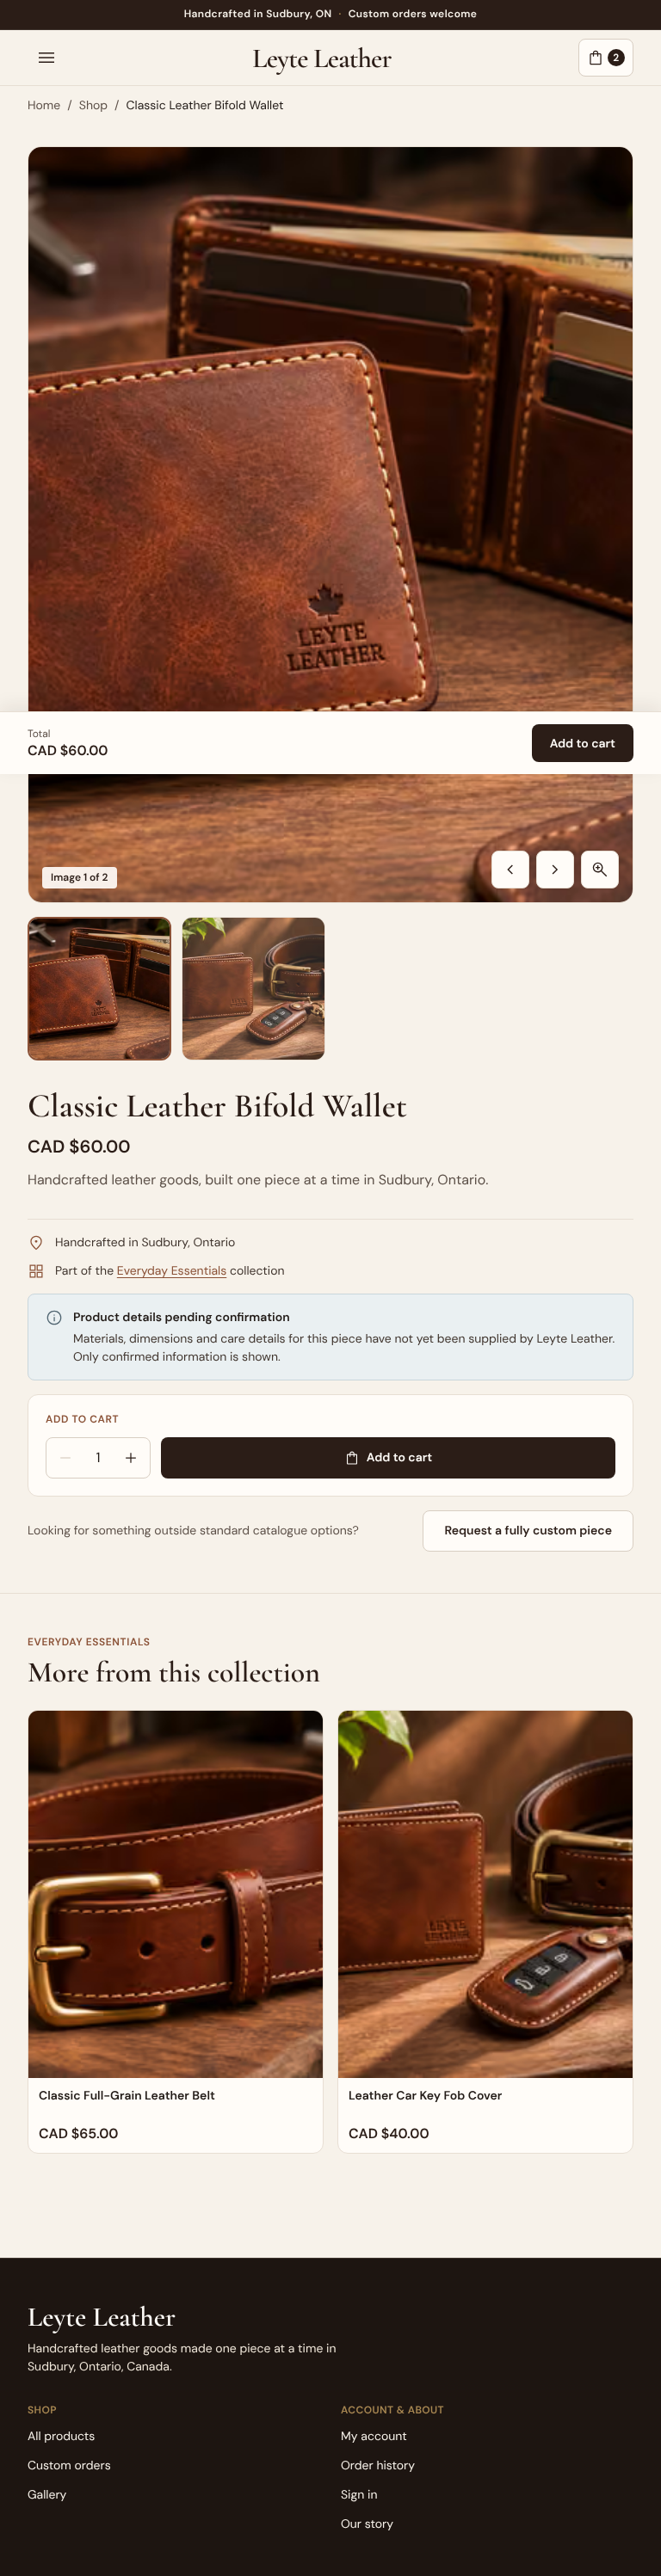 Handcrafted in Sudbury, ON · Custom orders welcome
Leyte Leather
2
Home / Shop / Classic Leather Bifold Wallet
LEYTE
LEATHER
Total
CAD $60.00
Add to cart
Image 1 of 2
Classic Leather Bifold Wallet
CAD $60.00
Handcrafted leather goods, built one piece at a time in Sudbury, Ontario.
Handcrafted in Sudbury, Ontario
Part of the Everyday Essentials collection
Product details pending confirmation
Materials, dimensions and care details for this piece have not yet been supplied by Leyte Leather.
Only confirmed information is shown.
ADD TO CART
1
Add to cart
Looking for something outside standard catalogue options?
Request a fully custom piece
EVERYDAY ESSENTIALS
More from this collection
LEYTE
LEATHER
Classic Full-Grain Leather Belt
CAD $65.00
Leather Car Key Fob Cover
CAD $40.00
Leyte Leather
Handcrafted leather goods made one piece at a time in
Sudbury, Ontario, Canada.
SHOP
ACCOUNT & ABOUT
All products
My account
Custom orders
Order history
Gallery
Sign in
Our story